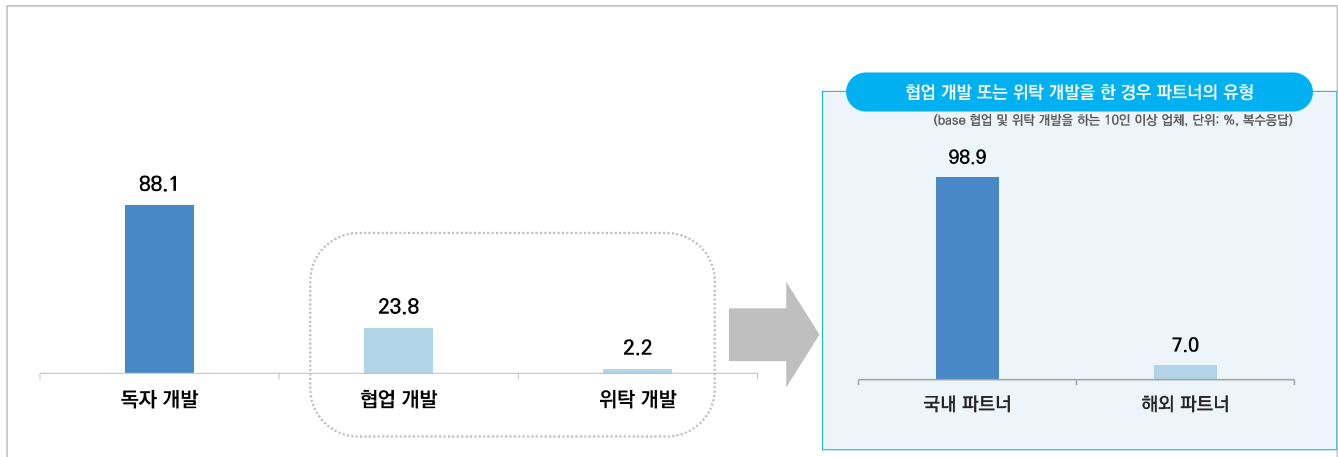 88.1
23.8
2.2
독자 개발
협업 개발
위탁 개발
협업 개발 또는 위탁 개발을 한 경우 파트너의 유형
(base 협업 및 위탁 개발을 하는 10인 이상 업체, 단위: %, 복수응답)
98.9
7.0
국내 파트너
해외 파트너